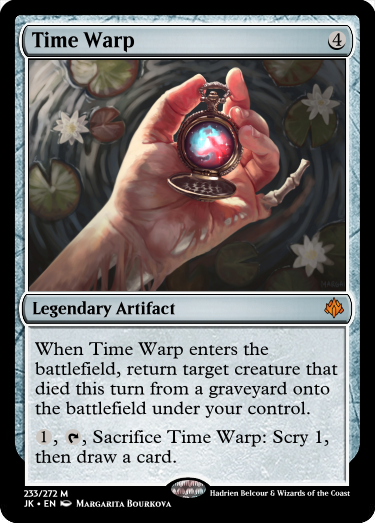 Time Warp 4
Legendary Artifact
When Time Warp enters the
battlefield, return target creature that
died this turn from a graveyard onto
the battlefield under your control.
1, , Sacrifice Time Warp: Scry 1,
then draw a card.
233/272 M
JK • EN Margarita Bourkova
Hadrien Belcour & Wizards of the Coast